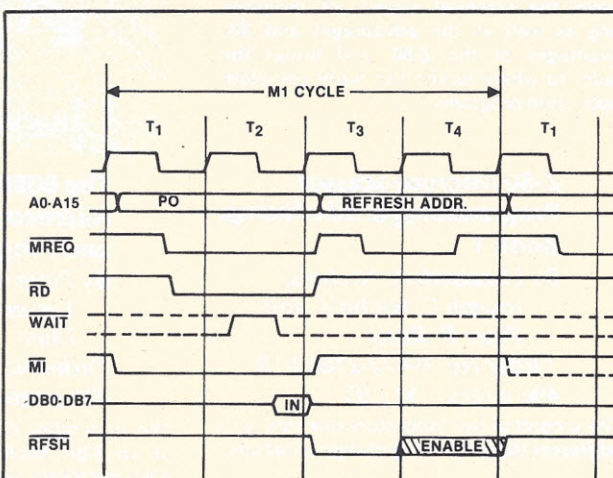 M1 CYCLE
T1 T2 T3 T4 T1
A0-A15 PO REFRESH ADDR.
MREQ
RD
WAIT
MI
DB0-DB7 IN
RFSH ENABLE